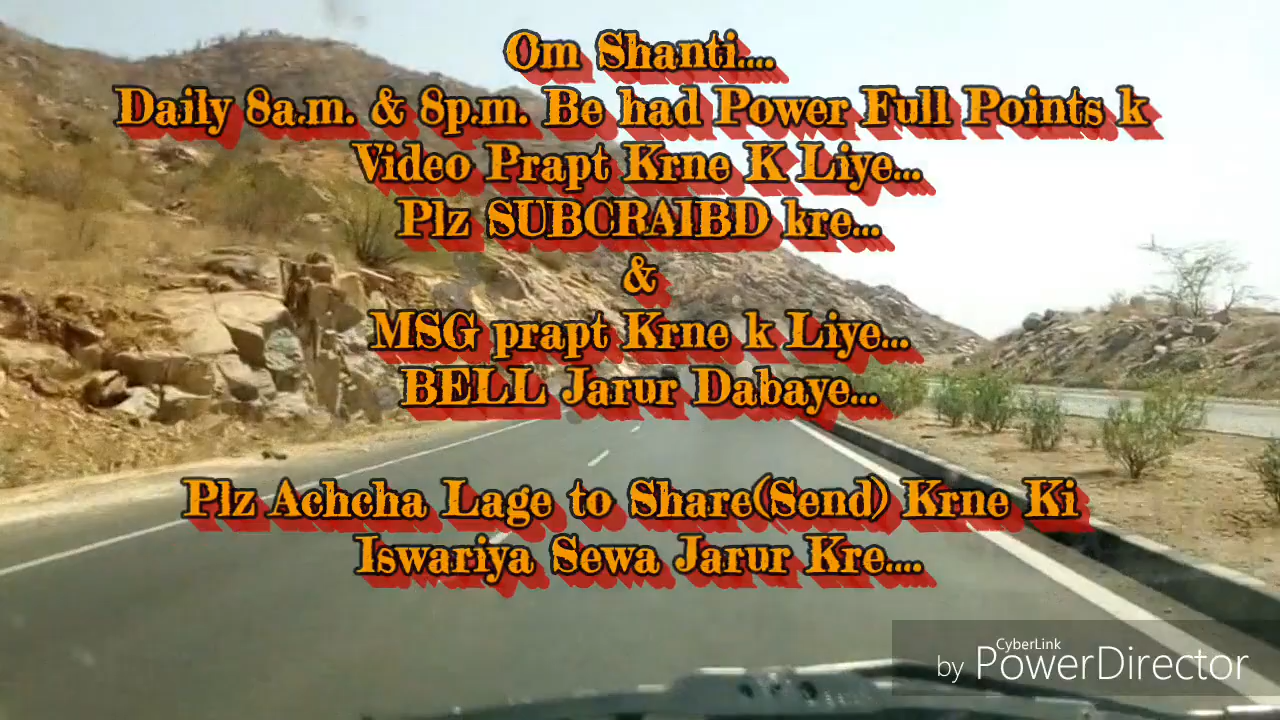 Om Shanti....
Daily 8a.m. & 8p.m. Be had Power Full Points k
Video Prapt Krne K Liye...
Plz SUBCRAIBD kre...
&
MSG prapt Krne k Liye...
BELL Jarur Dabaye...
Plz Achcha Lage to Share(Send) Krne Ki
Iswariya Sewa Jarur Kre....
CyberLink
by PowerDirector